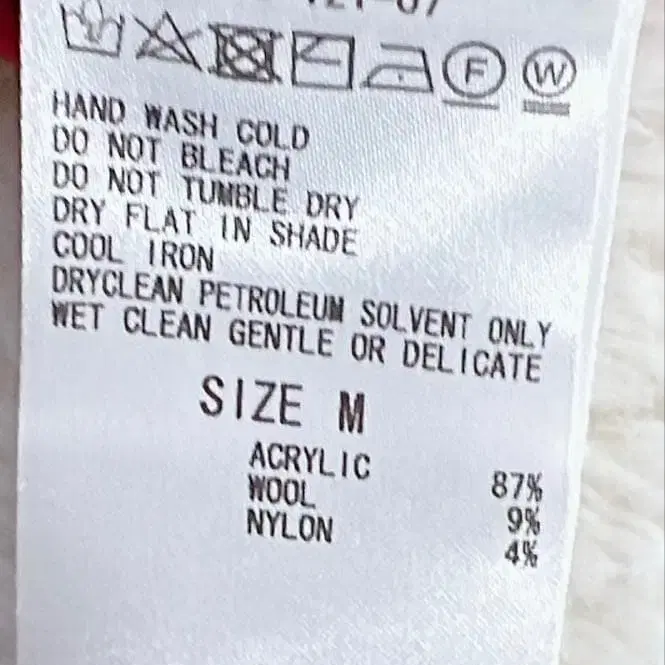 F W
HAND WASH COLD
DO NOT BLEACH
DO NOT TUMBLE DRY
DRY FLAT IN SHADE
COOL IRON
DRYCLEAN PETROLEUM SOLVENT ONLY
WET CLEAN GENTLE OR DELICATE
SIZE M
ACRYLIC 87%
WOOL 9%
NYLON 4%